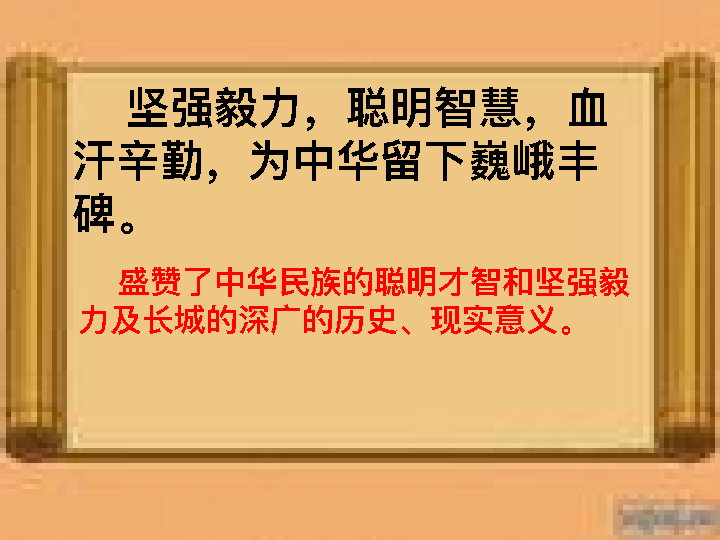 坚强毅力，聪明智慧，血
汗辛勤，为中华留下巍峨丰
碑。
盛赞了中华民族的聪明才智和坚强毅
力及长城的深广的历史、现实意义。